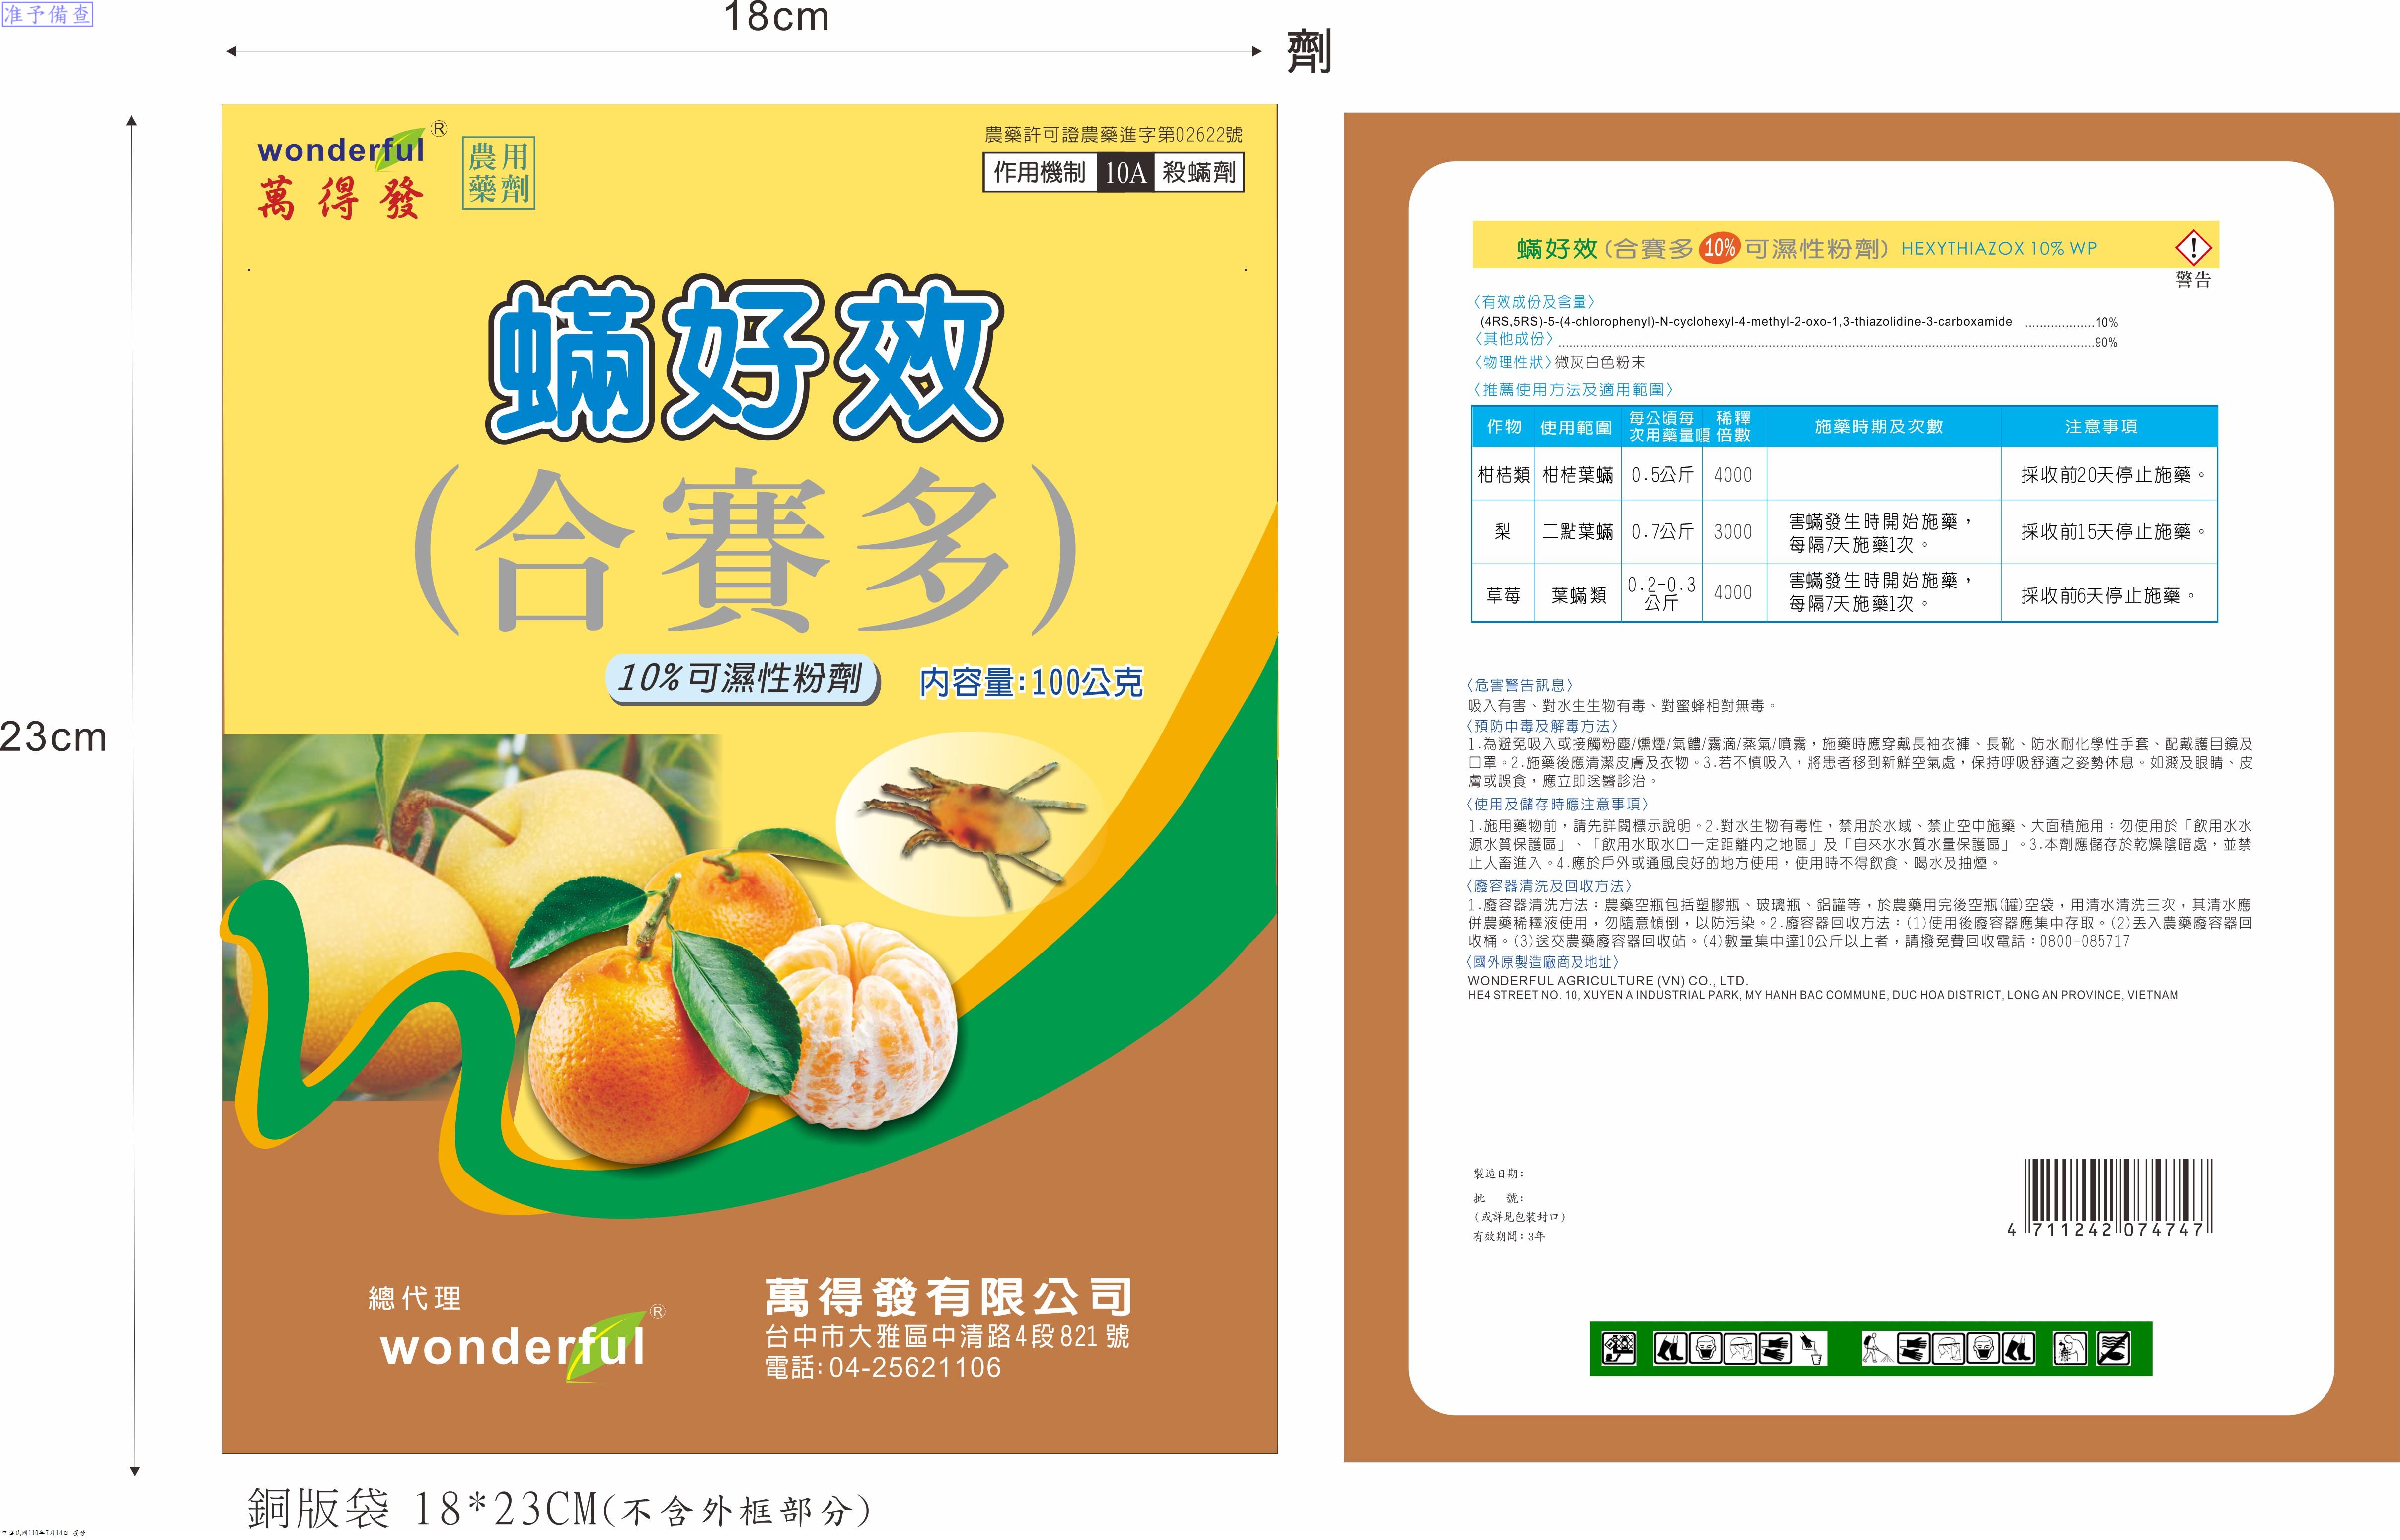 准予備查
18cm
劑
23cm
wonderful®
萬得發
農用
藥劑
農藥許可證農藥進字第02622號
作用機制 10A 殺蟎劑
蟎好效
(合賽多)
10%可濕性粉劑
內容量:100公克
總代理
wonderful®
萬得發有限公司
台中市大雅區中清路4段821號
電話:04-25621106
銅版袋 18*23CM(不含外框部分)
中華民國110年7月14日 簽發
蟎好效(合賽多10%可濕性粉劑) HEXYTHIAZOX 10% WP
警告
〈有效成份及含量〉
(4RS,5RS)-5-(4-chlorophenyl)-N-cyclohexyl-4-methyl-2-oxo-1,3-thiazolidine-3-carboxamide ..................10%
〈其他成份〉..........................................................................................90%
〈物理性狀〉微灰白色粉末
〈推薦使用方法及適用範圍〉
作物 使用範圍 每公頃每次用藥量嘎 稀釋倍數 施藥時期及次數 注意事項
柑桔類 柑桔葉蟎 0.5公斤 4000 採收前20天停止施藥。
梨 二點葉蟎 0.7公斤 3000 害蟎發生時開始施藥，每隔7天施藥1次。 採收前15天停止施藥。
草莓 葉蟎類 0.2-0.3公斤 4000 害蟎發生時開始施藥，每隔7天施藥1次。 採收前6天停止施藥。
〈危害警告訊息〉
吸入有害、對水生生物有毒、對蜜蜂相對無毒。
〈預防中毒及解毒方法〉
1.為避免吸入或接觸粉塵/燻煙/氣體/霧滴/蒸氣/噴霧，施藥時應穿戴長袖衣褲、長靴、防水耐化學性手套、配戴護目鏡及
口罩。2.施藥後應清潔皮膚及衣物。3.若不慎吸入，將患者移到新鮮空氣處，保持呼吸舒適之姿勢休息。如濺及眼睛、皮
膚或誤食，應立即送醫診治。
〈使用及儲存時應注意事項〉
1.施用藥物前，請先詳閱標示說明。2.對水生物有毒性，禁用於水域、禁止空中施藥、大面積施用；勿使用於「飲用水水
源水質保護區」、「飲用水取水口一定距離內之地區」及「自來水水質水量保護區」。3.本劑應儲存於乾燥陰暗處，並禁
止人畜進入。4.應於戶外或通風良好的地方使用，使用時不得飲食、喝水及抽煙。
〈廢容器清洗及回收方法〉
1.廢容器清洗方法：農藥空瓶包括塑膠瓶、玻璃瓶、鋁罐等，於農藥用完後空瓶(罐)空袋，用清水清洗三次，其清水應
併農藥稀釋液使用，勿隨意傾倒，以防污染。2.廢容器回收方法：(1)使用後廢容器應集中存取。(2)丟入農藥廢容器回
收桶。(3)送交農藥廢容器回收站。(4)數量集中達10公斤以上者，請撥免費回收電話：0800-085717
〈國外原製造廠商及地址〉
WONDERFUL AGRICULTURE (VN) CO., LTD.
HE4 STREET NO. 10, XUYEN A INDUSTRIAL PARK, MY HANH BAC COMMUNE, DUC HOA DISTRICT, LONG AN PROVINCE, VIETNAM
製造日期:
批 號:
(或詳見包裝封口)
有效期間:3年
4 711242 074747